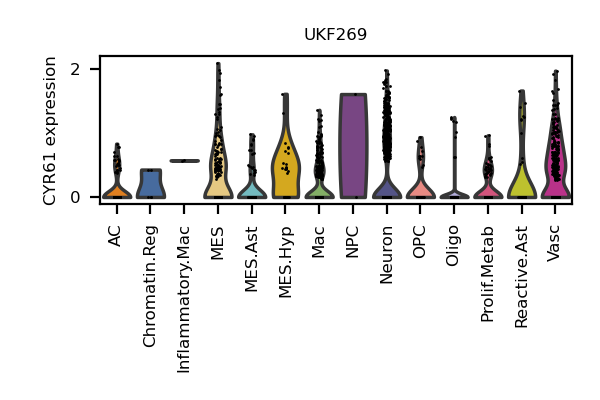 UKF269
CYR61 expression
2
0
AC
Chromatin.Reg
Inflammatory.Mac
MES
MES.Ast
MES.Hyp
Mac
NPC
Neuron
OPC
Oligo
Prolif.Metab
Reactive.Ast
Vasc